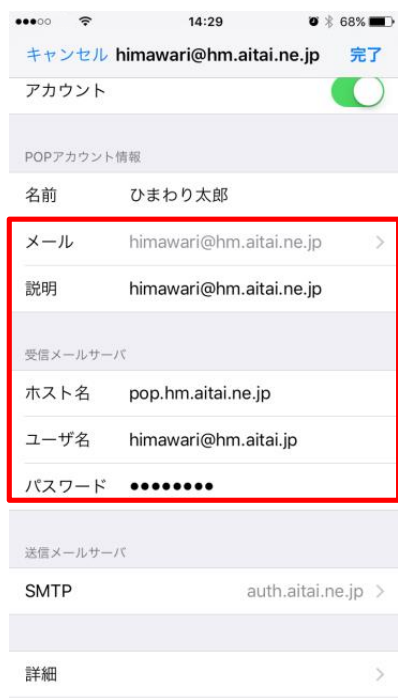 14:29 68%
キャンセル himawari@hm.aitai.ne.jp 完了
アカウント
POPアカウント情報
名前 ひまわり太郎
メール himawari@hm.aitai.ne.jp
説明 himawari@hm.aitai.ne.jp
受信メールサーバ
ホスト名 pop.hm.aitai.ne.jp
ユーザ名 himawari@hm.aitai.jp
パスワード ●●●●●●●●
送信メールサーバ
SMTP auth.aitai.ne.jp
詳細